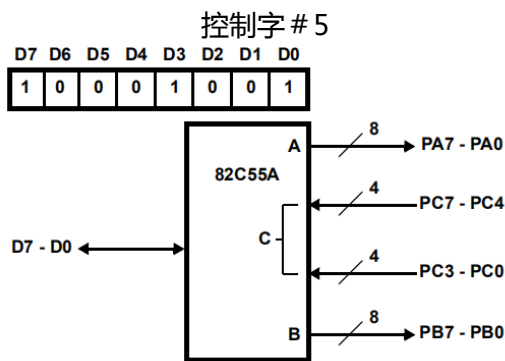 控制字＃5
D7 D6 D5 D4 D3 D2 D1 D0
1 0 0 0 1 0 0 1
A
8
PA7 - PA0
82C55A
4
PC7 - PC4
C
D7 - D0
4
PC3 - PC0
B
8
PB7 - PB0